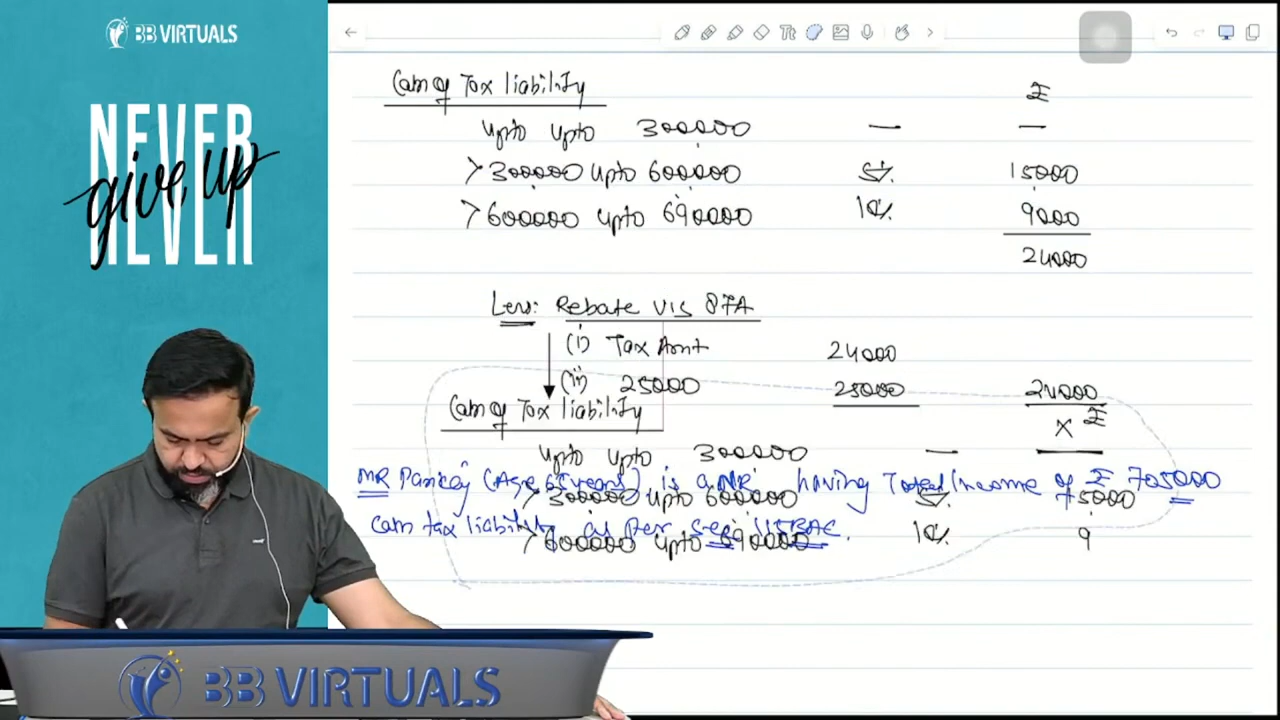 BB VIRTUALS
NEVER
give up
NEVER
Com of Tax liability ₹
upto upto 300000 — —
>300000 upto 600000 5% 15000
>600000 upto 690000 10% 9000
24000
Less: Rebate U/s 87A
(i) Tax Amt 24000
(ii) 25000 25000 24000
X
Com of Tax liability ₹
upto upto 300000 —
MR Pankaj (Age 65 years) is a NR having Total Income of ₹ 705000
>300000 upto 600000 5% 15000
com tax liability as per sec 115BAC.
>600000 upto 690000 10% 9
BB VIRTUALS